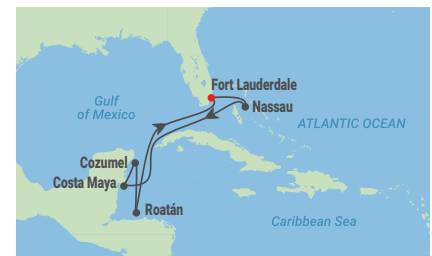 Fort Lauderdale
Nassau
Gulf
of Mexico
ATLANTIC OCEAN
Cozumel
Costa Maya
Roatán
Caribbean Sea